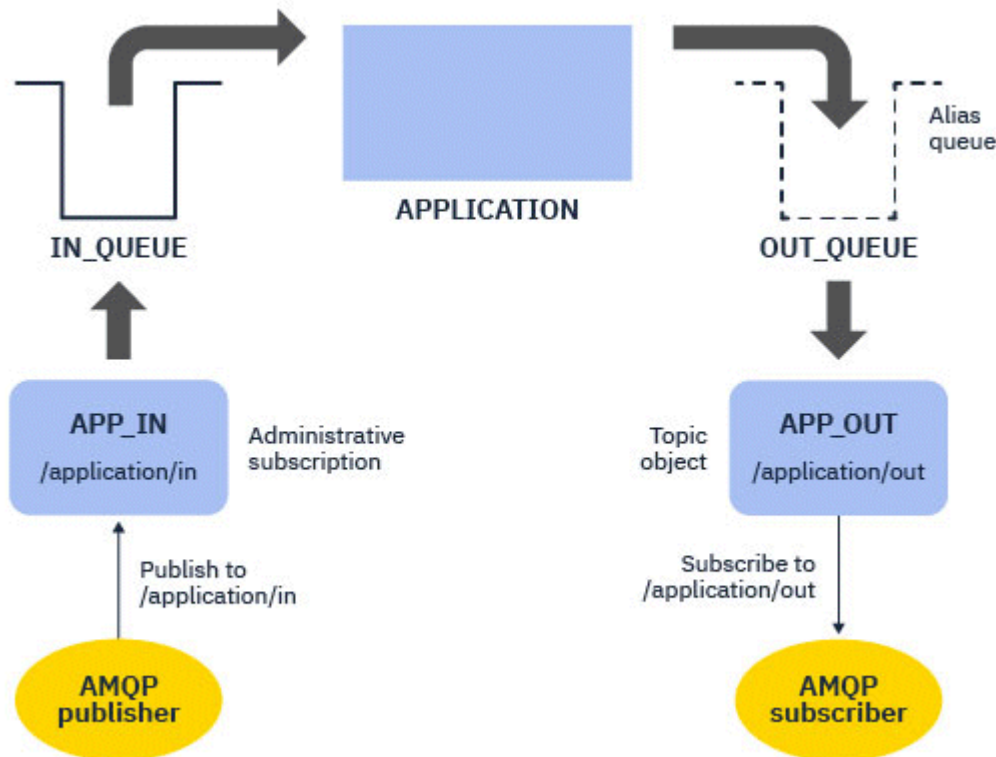 Alias
queue
APPLICATION
IN_QUEUE
OUT_QUEUE
APP_IN
/application/in
Administrative
subscription
Topic
object
APP_OUT
/application/out
Publish to
/application/in
Subscribe to
/application/out
AMQP
publisher
AMQP
subscriber